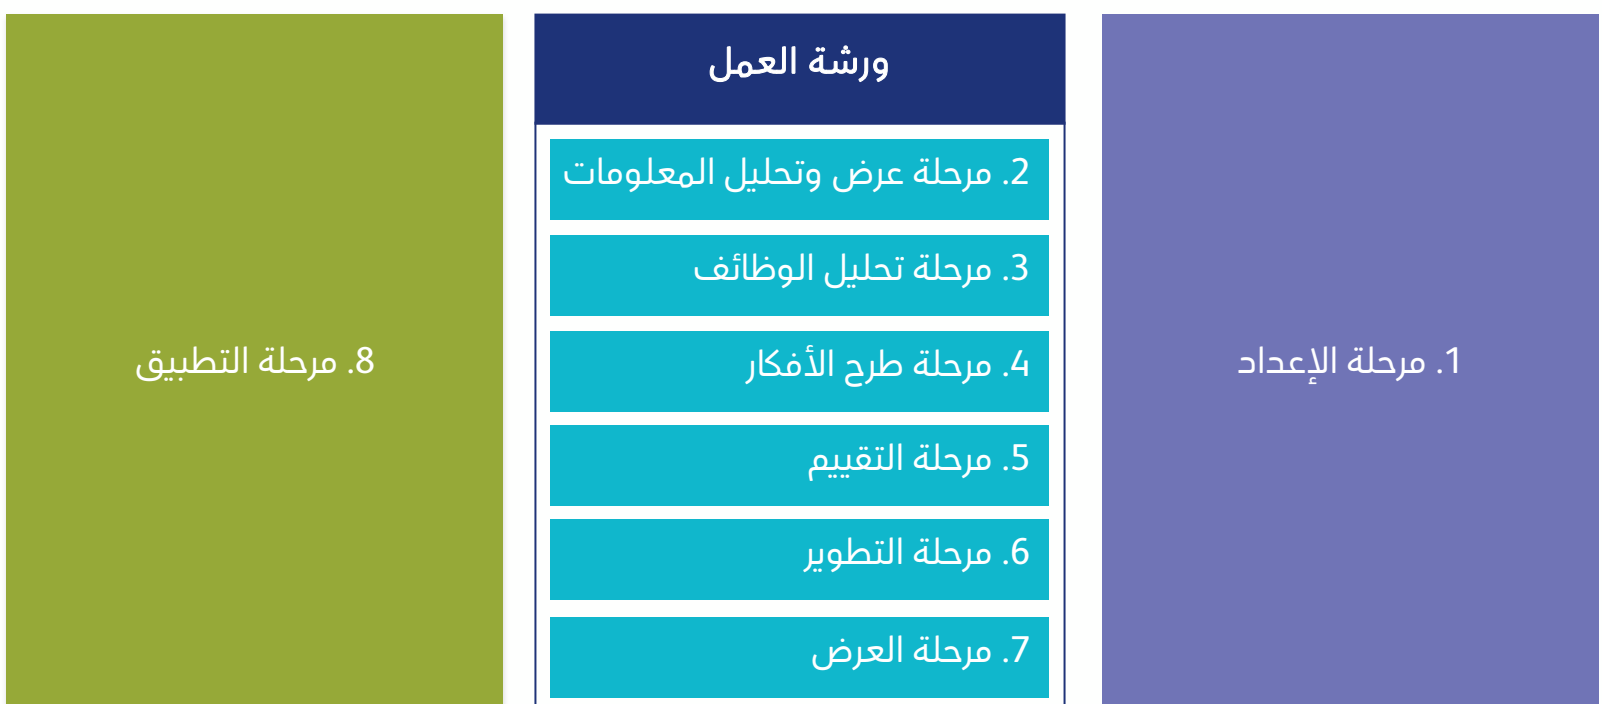 1. مرحلة الإعداد
ورشة العمل
2. مرحلة عرض وتحليل المعلومات
3. مرحلة تحليل الوظائف
4. مرحلة طرح الأفكار
5. مرحلة التقييم
6. مرحلة التطوير
7. مرحلة العرض
8. مرحلة التطبيق